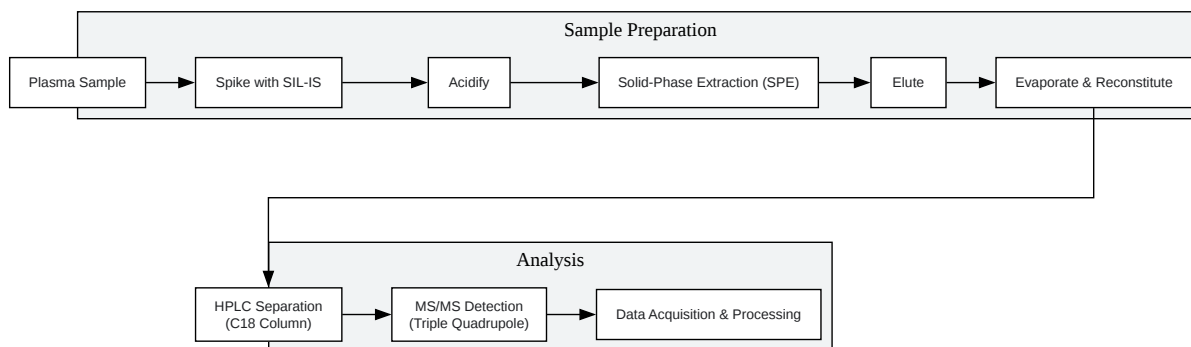 Sample Preparation
Plasma Sample
Spike with SIL-IS
Acidify
Solid-Phase Extraction (SPE)
Elute
Evaporate & Reconstitute
Analysis
HPLC Separation
(C18 Column)
MS/MS Detection
(Triple Quadrupole)
Data Acquisition & Processing